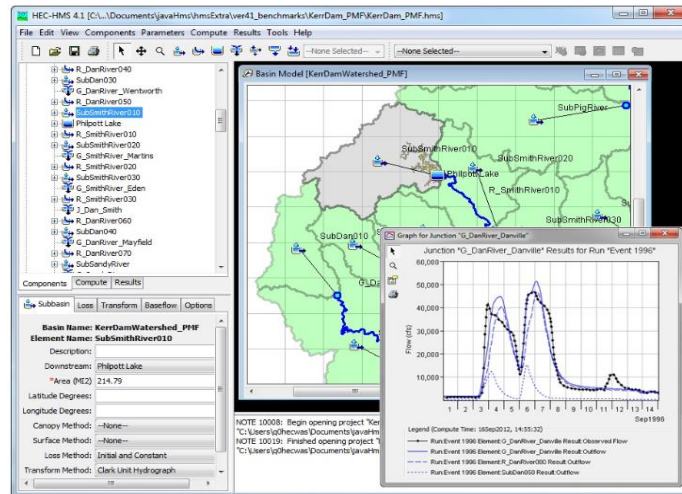 HEC-HMS 4.1 [C:\...\Documents\javaHms\hmsExtra\ver41_benchmarks\KerrDam_PMF\KerrDam_PMF.hms]
File Edit View Components Parameters Compute Results Tools Help
--None Selected-- --None Selected--
R_DanRiver040
SubDan030
G_DanRiver_Wentworth
R_DanRiver050
SubSmithRiver010
Philpott Lake
R_SmithRiver010
SubSmithRiver020
G_SmithRiver_Martins
R_SmithRiver020
SubSmithRiver030
G_SmithRiver_Eden
R_SmithRiver030
J_Dan_Smith
R_DanRiver060
SubDan040
G_DanRiver_Mayfield
R_DanRiver070
SubSandyRiver
Components Compute Results
Subbasin Loss Transform Baseflow Options
Basin Name: KerrDamWatershed_PMF
Element Name: SubSmithRiver010
Description:
Downstream: Philpott Lake
*Area (MI2) 214.79
Latitude Degrees:
Longitude Degrees:
Canopy Method: --None--
Surface Method: --None--
Loss Method: Initial and Constant
Transform Method: Clark Unit Hydrograph
Basin Model [KerrDamWatershed_PMF]
SubPigRiver
SubSmithRiver010
SubSmithRiver020
Philpott Lake
R_SmithRiver010
SubSmithRiver030
SubDan010
NOTE 10008: Begin opening project "Ker
"C:\Users\q0hecwas\Documents\javaHm
NOTE 10019: Finished opening project "
"C:\Users\q0hecwas\Documents\javaHm
Graph for Junction "G_DanRiver_Danville"
Junction "G_DanRiver_Danville" Results for Run "Event 1996"
60,000
50,000
40,000
30,000
20,000
10,000
Flow (cfs)
1 2 3 4 5 6 7 8 9 10 11 12 13 14
Sep1996
Legend (Compute Time: 16Sep2012, 14:55:32)
Run:Event 1996 Element:G_DanRiver_Danville Result:Observed Flow
Run:Event 1996 Element:G_DanRiver_Danville Result:Outflow
Run:Event 1996 Element:R_DanRiver080 Result:Outflow
Run:Event 1996 Element:SubDan050 Result:Outflow